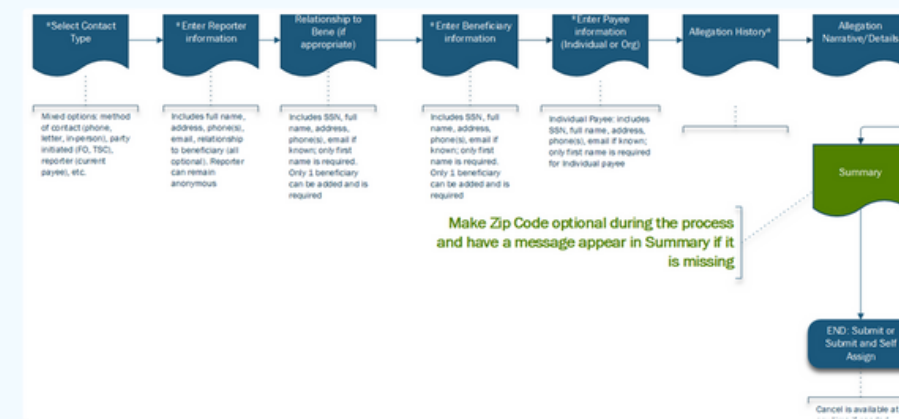 *Select Contact
Type
*Enter Reporter
information
Relationship to
Bene (if
appropriate)
*Enter Beneficiary
information
*Enter Payee
information
(Individual or Org)
Allegation History*
Allegation
Narrative/Details
Mixed options: method
of contact (phone,
letter, in-person), party
initiated (FO, TSC),
reporter (current
payee), etc.
Includes full name,
address, phone(s),
email, relationship
to beneficiary (all
optional). Reporter
can remain
anonymous
Includes SSN, full
name, address,
phone(s), email if
known; only first
name is required.
Only 1 beneficiary
can be added and is
required
Includes SSN, full
name, address,
phone(s), email if
known; only first
name is required.
Only 1 beneficiary
can be added and is
required
Individual Payee: includes
SSN, full name, address,
phone(s), email if known;
only first name is required
for Individual payee
Summary
Make Zip Code optional during the process
and have a message appear in Summary if it
is missing
END: Submit or
Submit and Self
Assign
Cancel is available at